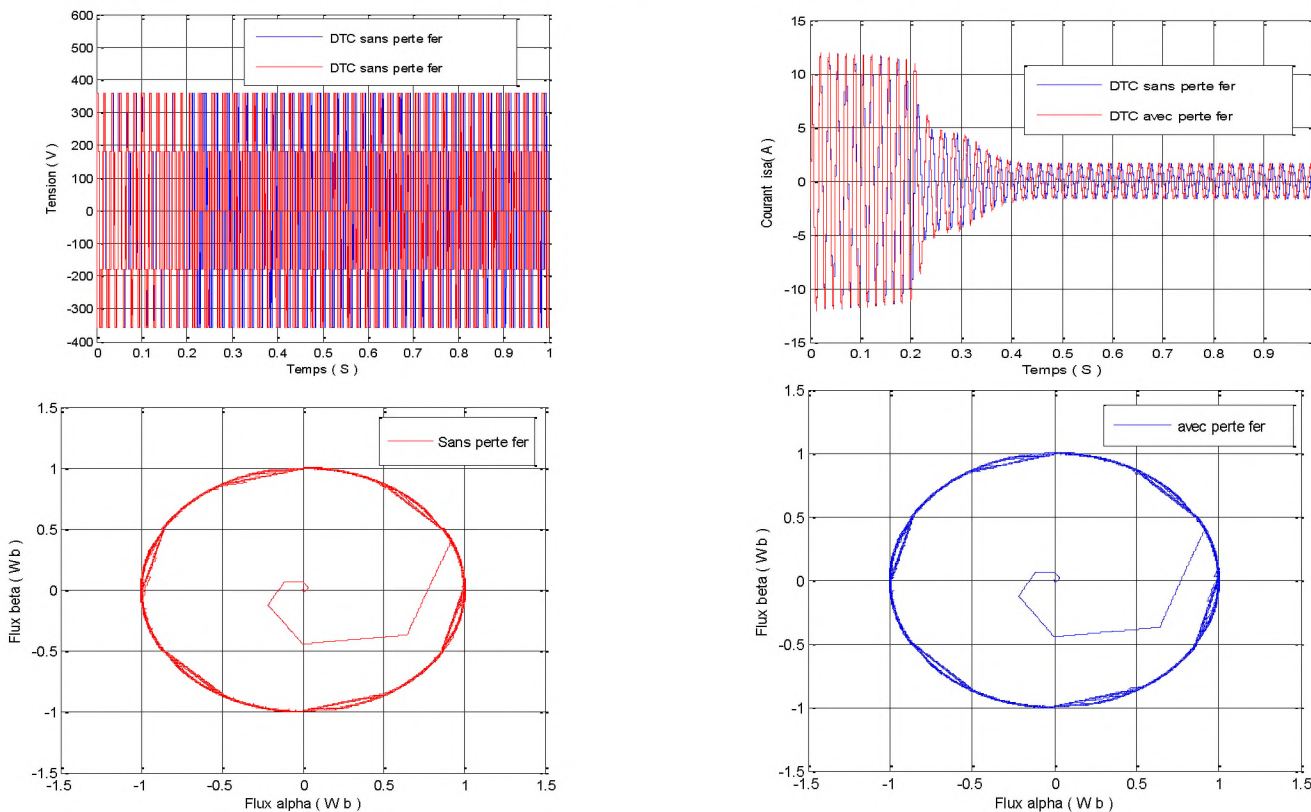 600
500
400
300
200
100
0
-100
-200
-300
-400
Tension ( V )
DTC sans perte fer
DTC sans perte fer
0 0.1 0.2 0.3 0.4 0.5 0.6 0.7 0.8 0.9 1
Temps ( S )
15
10
5
0
-5
-10
-15
Courant isa( A )
DTC sans perte fer
DTC avec perte fer
0 0.1 0.2 0.3 0.4 0.5 0.6 0.7 0.8 0.9
Temps ( S )
1.5
1
0.5
0
-0.5
-1
-1.5
Flux beta ( W b )
Sans perte fer
-1.5 -1 -0.5 0 0.5 1 1.5
Flux alpha ( W b )
1.5
1
0.5
0
-0.5
-1
-1.5
Flux beta ( W b )
avec perte fer
-1.5 -1 -0.5 0 0.5 1 1.5
Flux alpha ( W b )